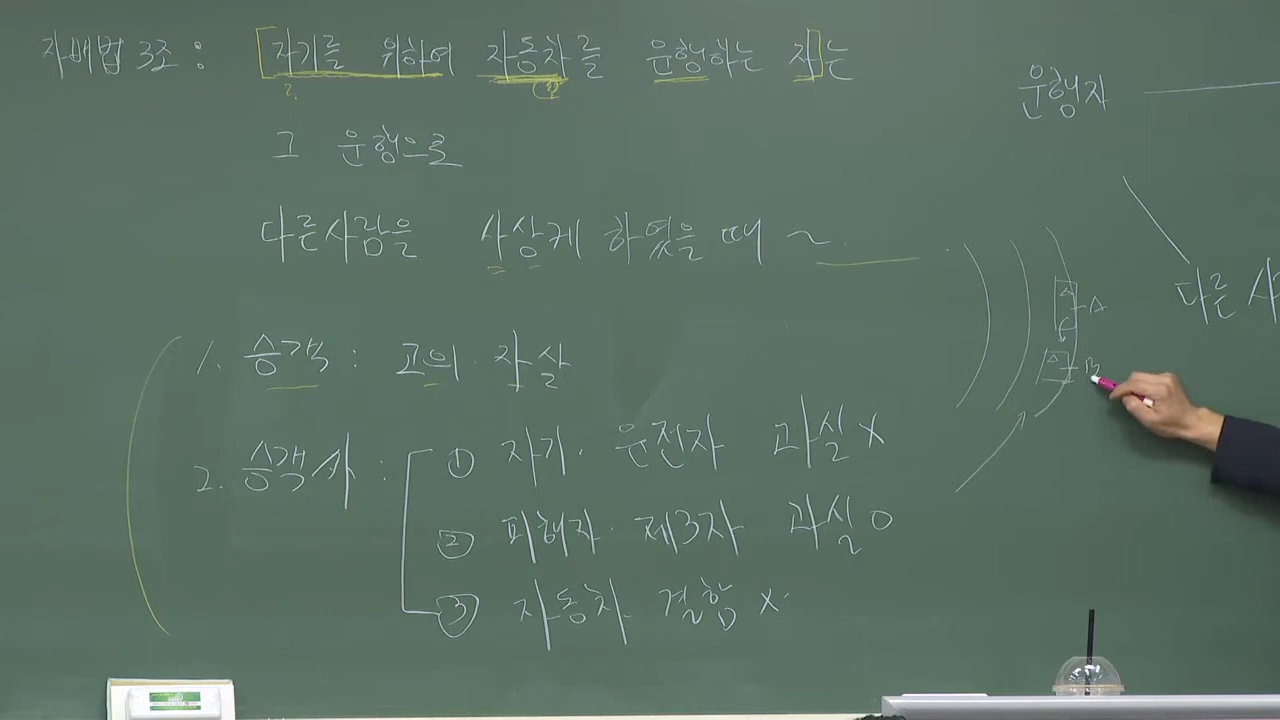 자배법 3조 : [자기를 위하여 자동차를 운행하는 자]는
?. ②
그 운행으로
다른사람을 사상케 하였을 때 ~
1. 승객 : 고의·자살
2. 승객 外 : ① 자기·운전자 과실 X
② 피해자·제3자 과실 O
③ 자동차 결함 X
운행자
다른 사
A
B